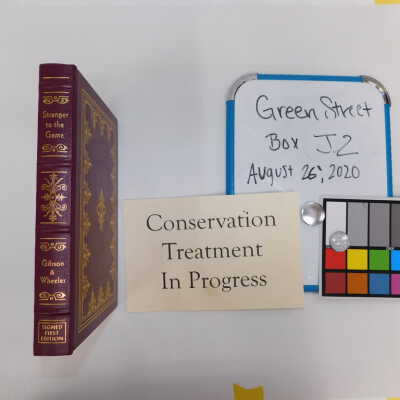 Stranger
to the
Game
Gibson
&
Wheeler
SIGNED
FIRST
EDITION
Green Street
Box J.2
August 26, 2020
Conservation
Treatment
In Progress